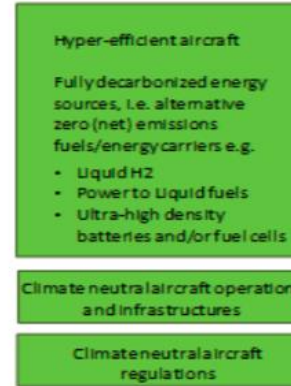 Hyper-efficient aircraft
Fully decarbonized energy
sources, i.e. alternative
zero (net) emissions
fuels/energy carriers e.g.
• Liquid H2
• Power to Liquid fuels
• Ultra-high density
batteries and/or fuel cells
Climate neutral aircraft operation
and infrastructures
Climate neutral aircraft
regulations